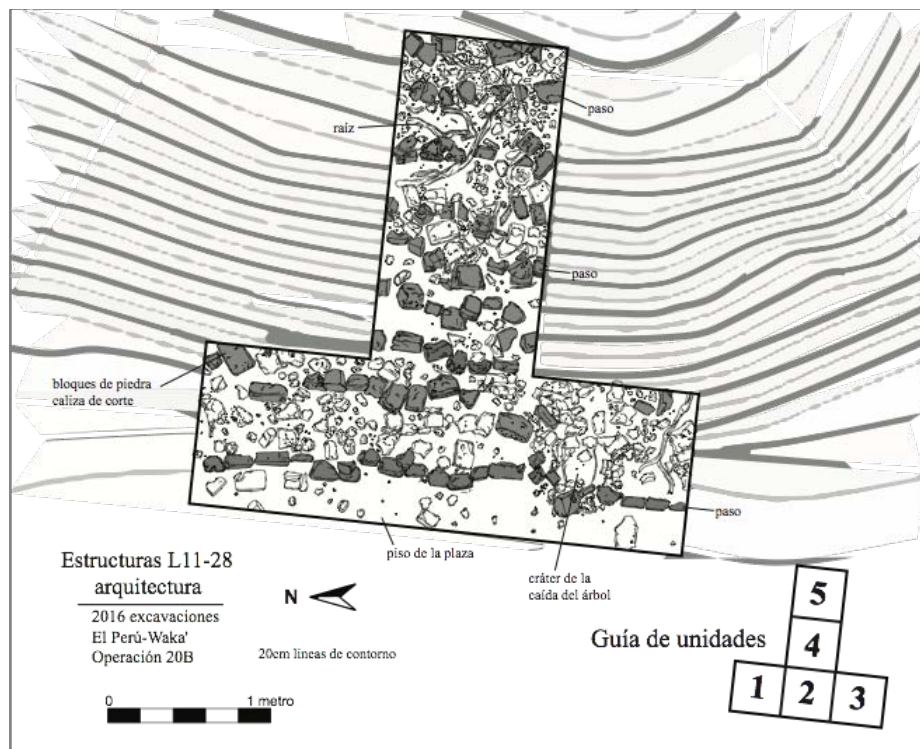 paso
raíz
paso
bloques de piedra
caliza de corte
paso
piso de la plaza
cráter de la
caída del árbol
Estructuras L11-28
arquitectura
2016 excavaciones
El Perú-Waka'
Operación 20B
N
20cm líneas de contorno
0 1 metro
Guía de unidades
5
4
1 2 3